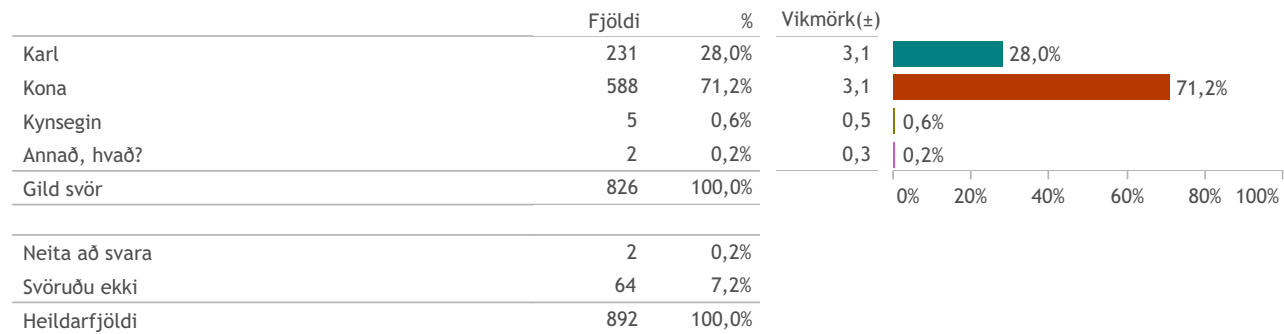 Fjöldi % Vikmörk(±)
Karl 231 28,0% 3,1 28,0%
Kona 588 71,2% 3,1 71,2%
Kynsegin 5 0,6% 0,5 0,6%
Annað, hvað? 2 0,2% 0,3 0,2%
Gild svör 826 100,0%
0% 20% 40% 60% 80% 100%
Neita að svara 2 0,2%
Svöruðu ekki 64 7,2%
Heildarfjöldi 892 100,0%